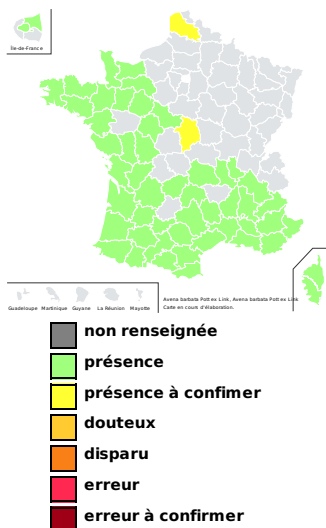 Île-de-France
Guadeloupe Martinique Guyane La Réunion Mayotte
Avena barbata Pott ex Link, Avena barbata Pott ex Link
Carte en cours d'élaboration.
non renseignée
présence
présence à confimer
douteux
disparu
erreur
erreur à confirmer